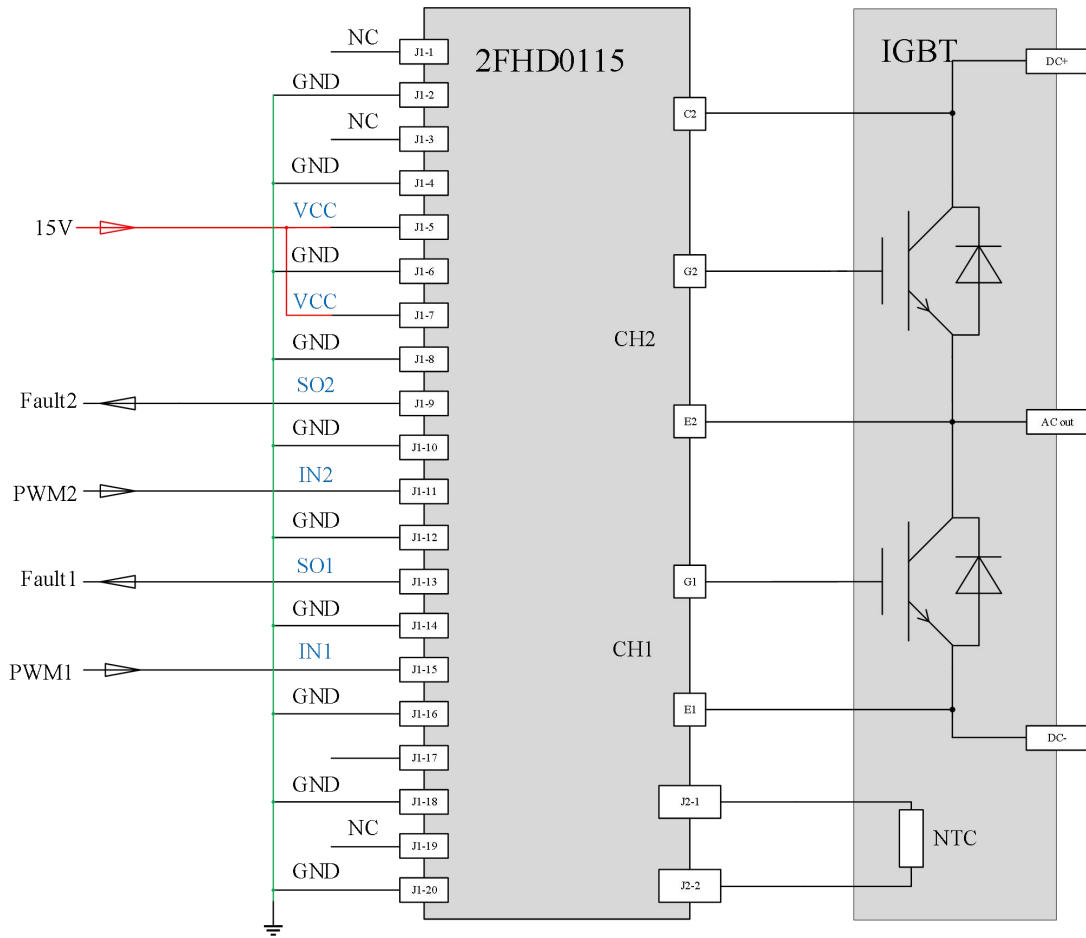 2FHD0115
IGBT
NC
J1-1
GND
J1-2
NC
J1-3
GND
J1-4
15V
VCC
J1-5
GND
J1-6
VCC
J1-7
GND
J1-8
Fault2
SO2
J1-9
GND
J1-10
PWM2
IN2
J1-11
GND
J1-12
Fault1
SO1
J1-13
GND
J1-14
PWM1
IN1
J1-15
GND
J1-16
J1-17
GND
J1-18
NC
J1-19
GND
J1-20
C2
G2
CH2
E2
G1
CH1
E1
J2-1
J2-2
DC+
AC out
DC-
NTC